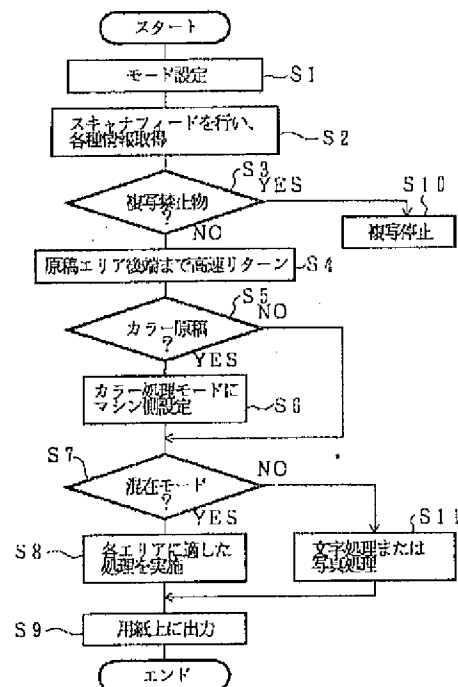 スタート
モード設定
S1
スキャナフィードを行い、
各種情報取得
S2
S3
複写禁止物
?
YES
NO
S10
複写停止
原稿エリア後端まで高速リターン
S4
S5
カラー原稿
?
NO
YES
カラー処理モードに
マシン側設定
S6
S7
混在モード
?
NO
YES
S8
各エリアに適した
処理を実施
S11
文字処理または
写真処理
S9
用紙上に出力
エンド